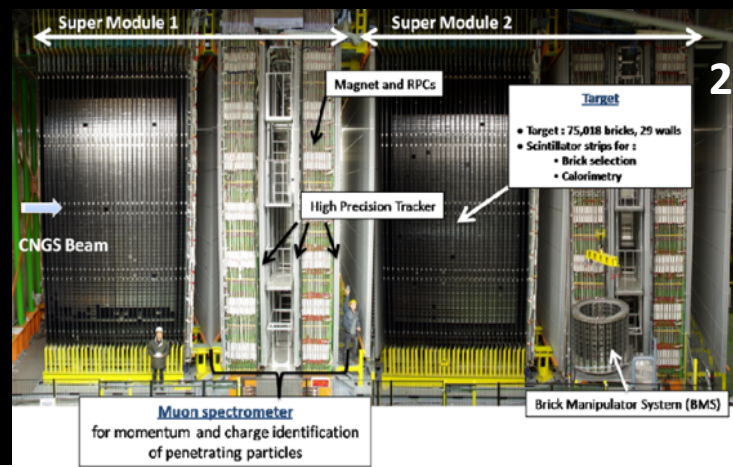 Super Module 1
Super Module 2
2
Magnet and RPCs
Target
• Target : 75,018 bricks, 29 walls
• Scintillator strips for :
• Brick selection
• Calorimetry
High Precision Tracker
CNGS Beam
Muon spectrometer
for momentum and charge identification
of penetrating particles
Brick Manipulator System (BMS)